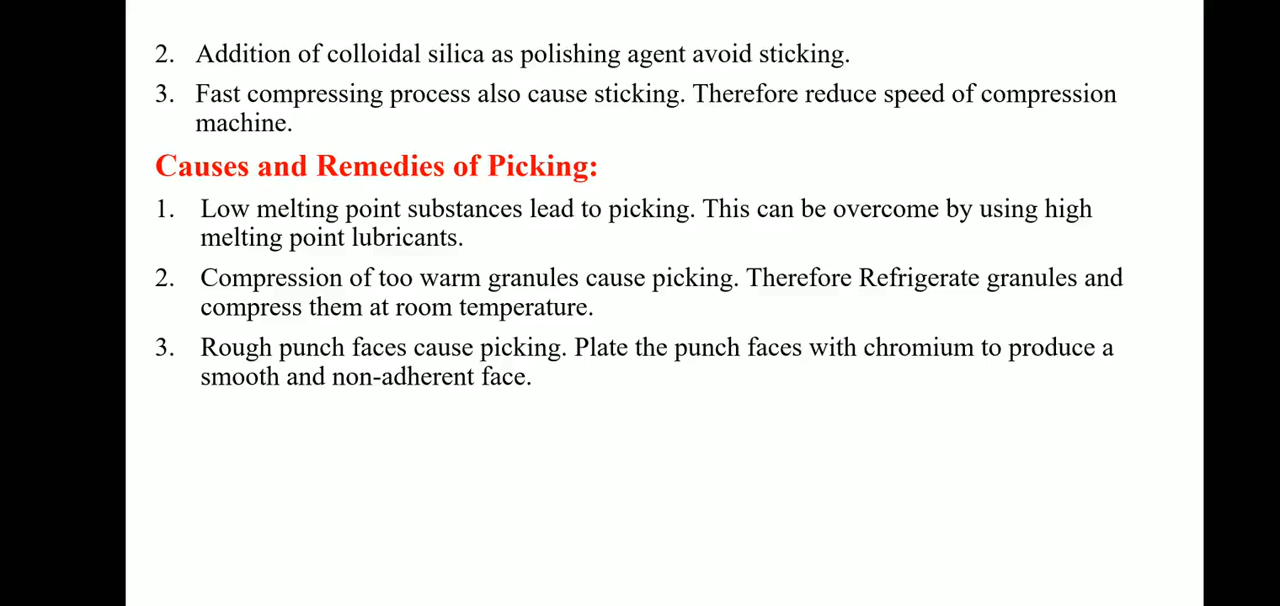 2. Addition of colloidal silica as polishing agent avoid sticking.
3. Fast compressing process also cause sticking. Therefore reduce speed of compression
machine.
Causes and Remedies of Picking:
1. Low melting point substances lead to picking. This can be overcome by using high
melting point lubricants.
2. Compression of too warm granules cause picking. Therefore Refrigerate granules and
compress them at room temperature.
3. Rough punch faces cause picking. Plate the punch faces with chromium to produce a
smooth and non-adherent face.